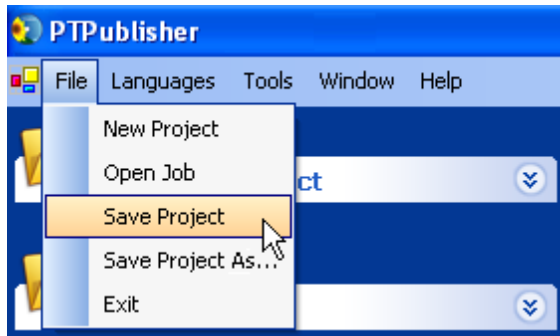 PTPublisher
File Languages Tools Window Help
New Project
Open Job
ct
Save Project
Save Project As...
Exit